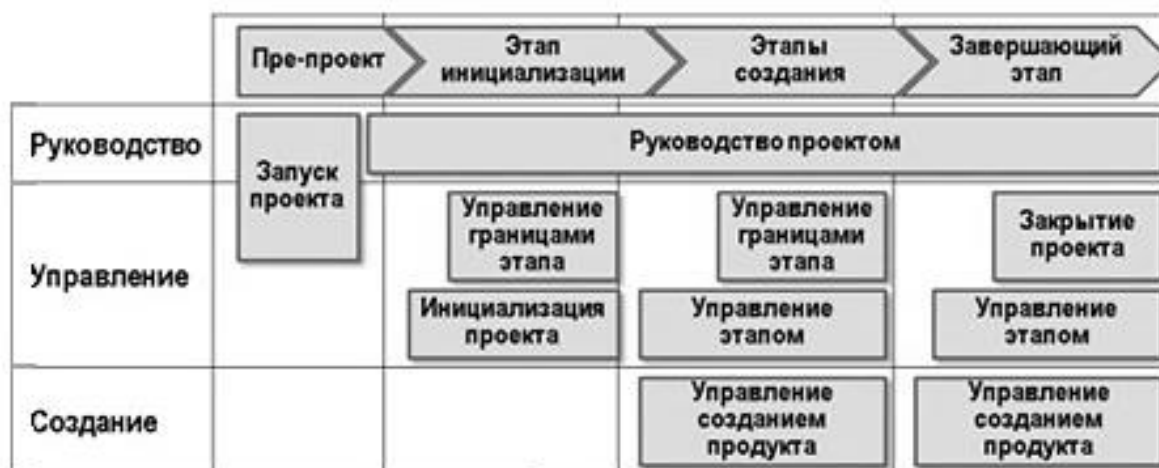 Пре-проект
Этап
инициализации
Этапы
создания
Завершающий
этап
Руководство
Запуск
проекта
Руководство проектом
Управление
Управление
границами
этапа
Управление
границами
этапа
Закрытие
проекта
Инициализация
проекта
Управление
этапом
Управление
этапом
Создание
Управление
созданием
продукта
Управление
созданием
продукта